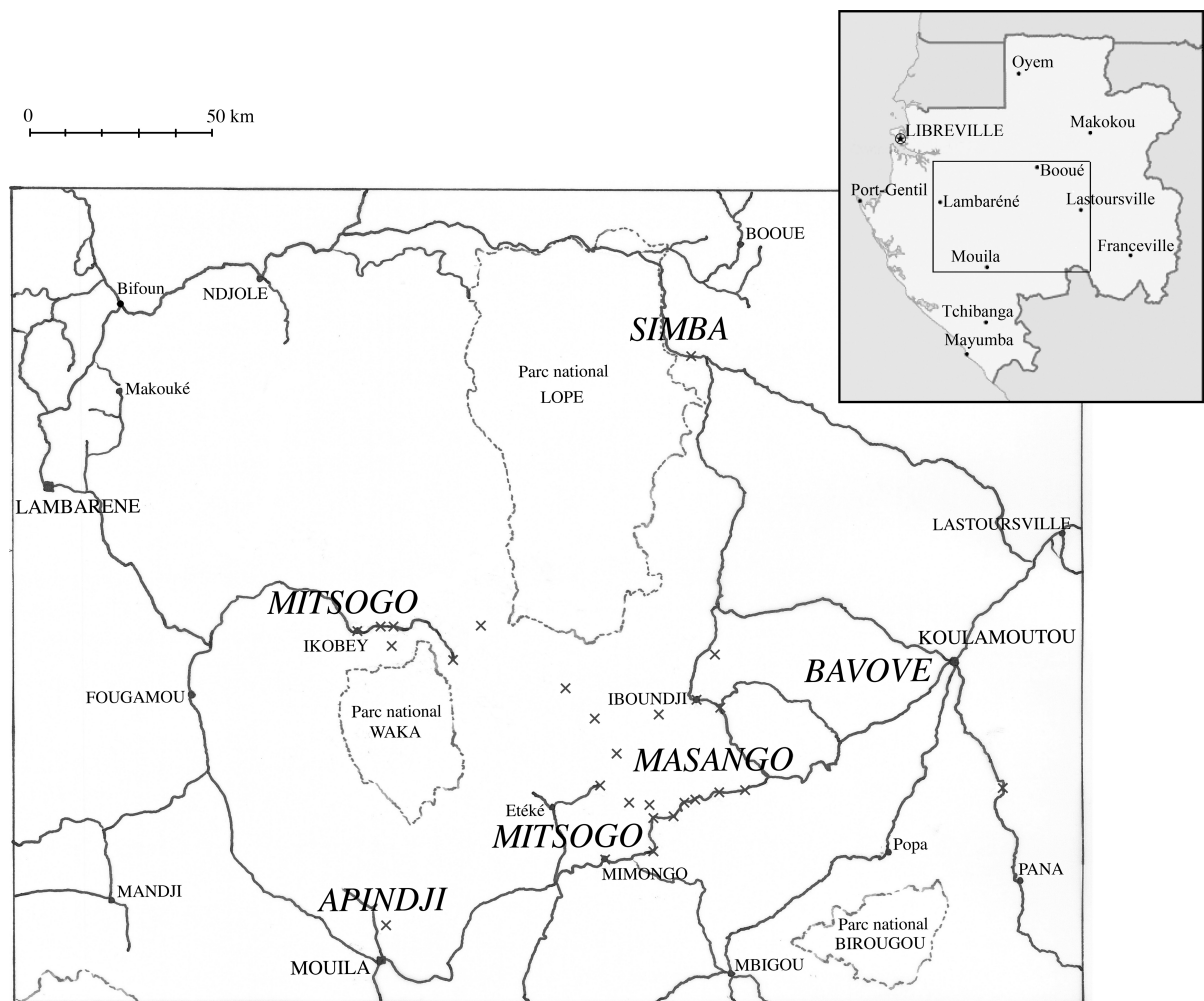 Oyem
Makokou
LIBREVILLE
Booué
Port-Gentil
Lambaréné
Lastoursville
Franceville
Mouila
Tchibanga
Mayumba
0 50 km
BOOUE
Bifoun
NDJOLE
SIMBA
Parc national
LOPE
Makouké
LAMBARENE
LASTOURSVILLE
MITSOGO
IKOBEY
KOULAMOUTOU
BAVOVE
FOUGAMOU
IBOUNDJI
Parc national
WAKA
MASANGO
Etéké
MITSOGO
Popa
MIMONGO
PANA
MANDJI
APINDJI
Parc national
BIROUGOU
MOUILA
MBIGOU